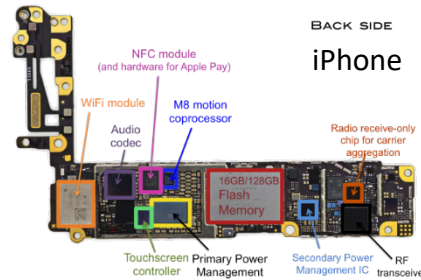 BACK SIDE
iPhone
NFC module
(and hardware for Apple Pay)
WiFi module
Audio
codec
M8 motion
coprocessor
Radio receive-only
chip for carrier
aggregation
16GB/128GB
Flash
Memory
Touchscreen
controller
Primary Power
Management
Secondary Power
Management IC
RF
transceive